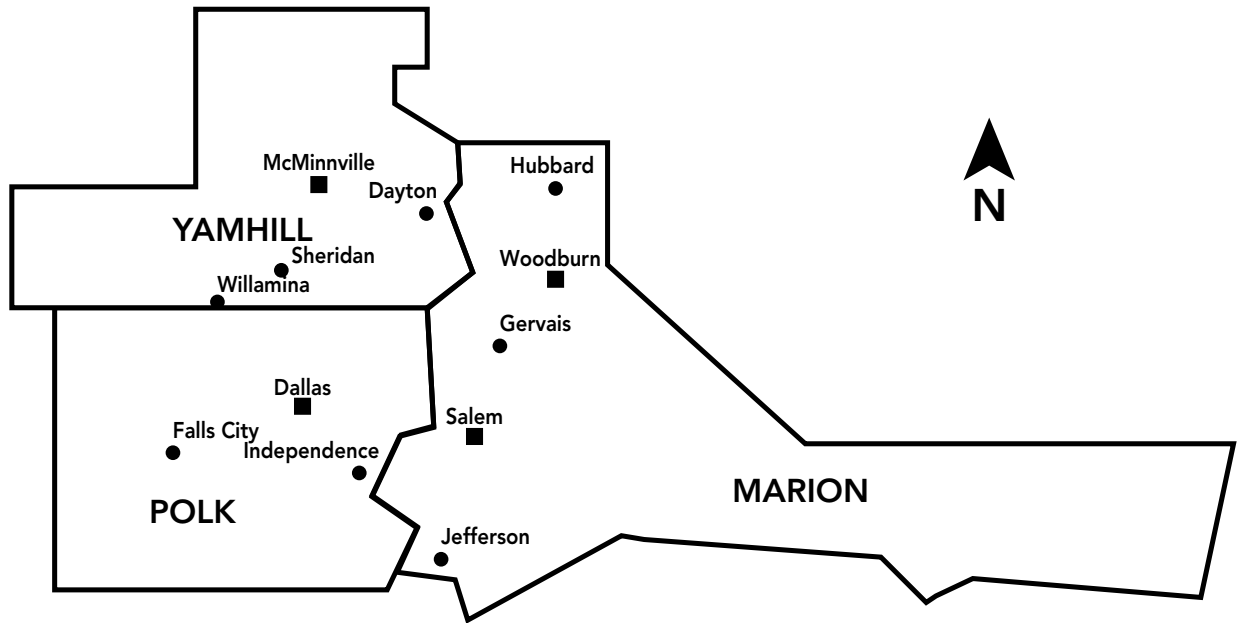 McMinnville
Hubbard
Dayton
N
YAMHILL
Sheridan
Woodburn
Willamina
Gervais
Dallas
Salem
Falls City
Independence
MARION
POLK
Jefferson